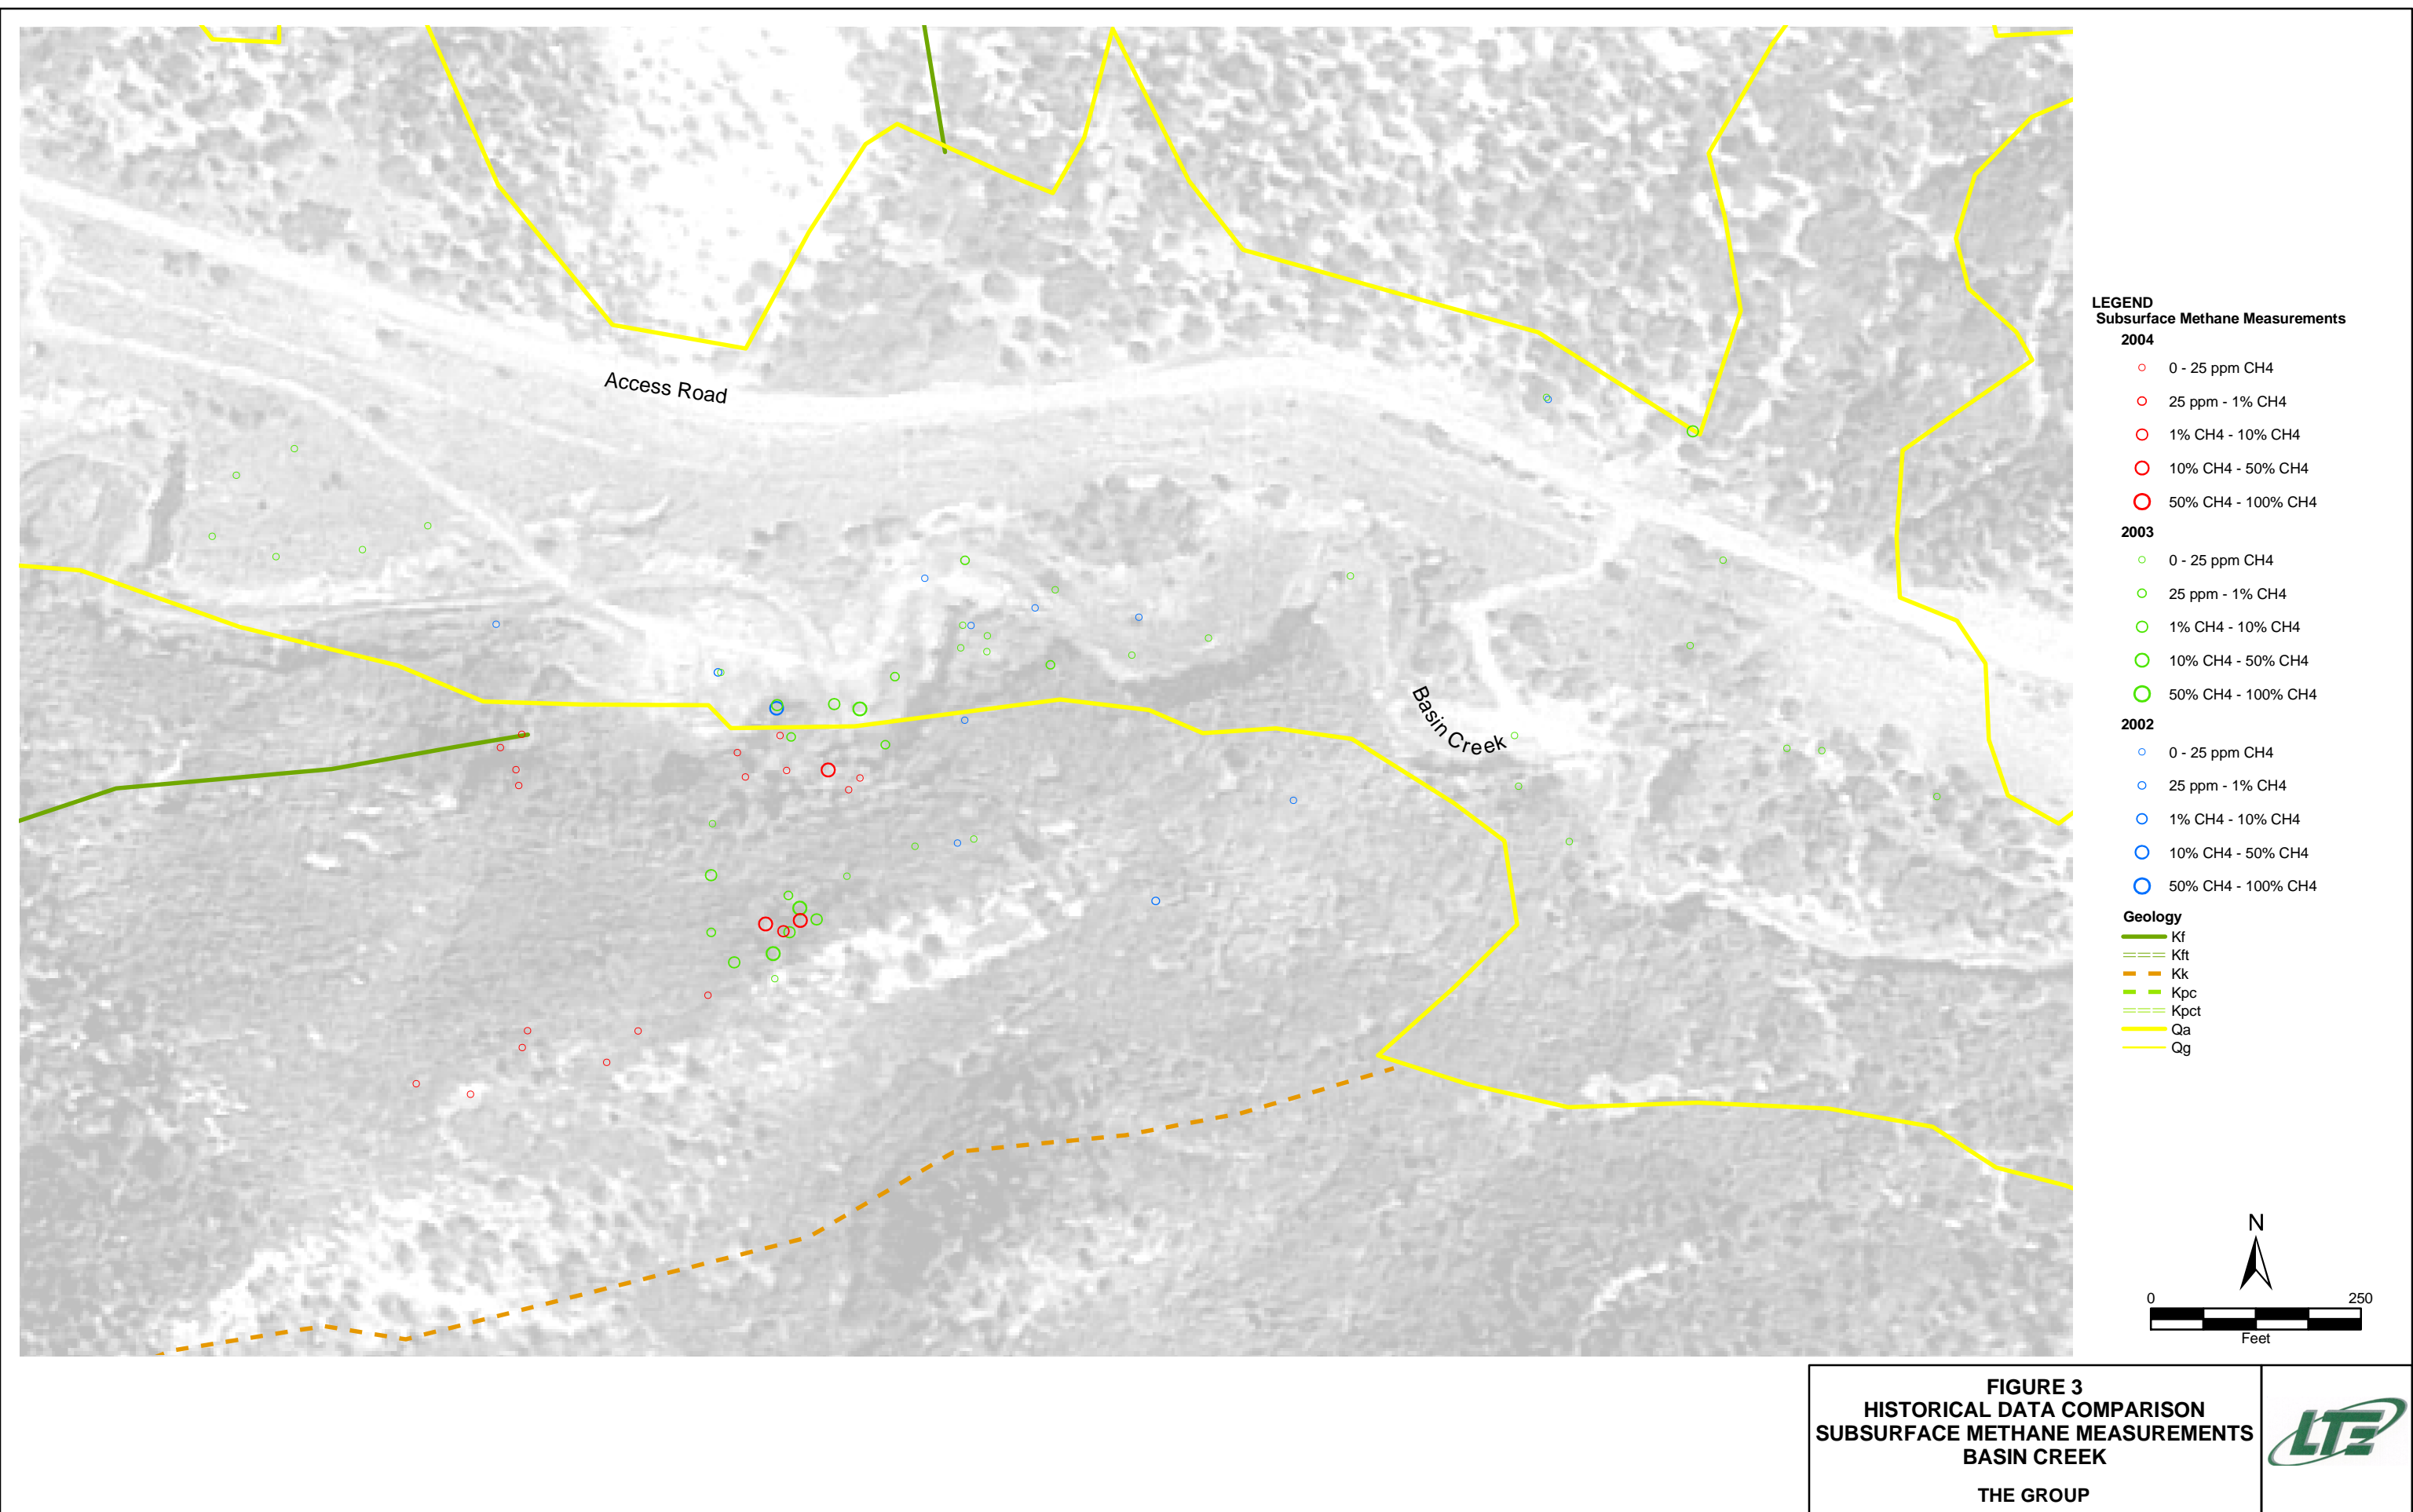 Access Road
Basin Creek
LEGEND
Subsurface Methane Measurements
2004
0 - 25 ppm CH4
25 ppm - 1% CH4
1% CH4 - 10% CH4
10% CH4 - 50% CH4
50% CH4 - 100% CH4
2003
0 - 25 ppm CH4
25 ppm - 1% CH4
1% CH4 - 10% CH4
10% CH4 - 50% CH4
50% CH4 - 100% CH4
2002
0 - 25 ppm CH4
25 ppm - 1% CH4
1% CH4 - 10% CH4
10% CH4 - 50% CH4
50% CH4 - 100% CH4
Geology
Kf
Kft
Kk
Kpc
Kpct
Qa
Qg
N
0 250
Feet
FIGURE 3
HISTORICAL DATA COMPARISON
SUBSURFACE METHANE MEASUREMENTS
BASIN CREEK
THE GROUP
LTE